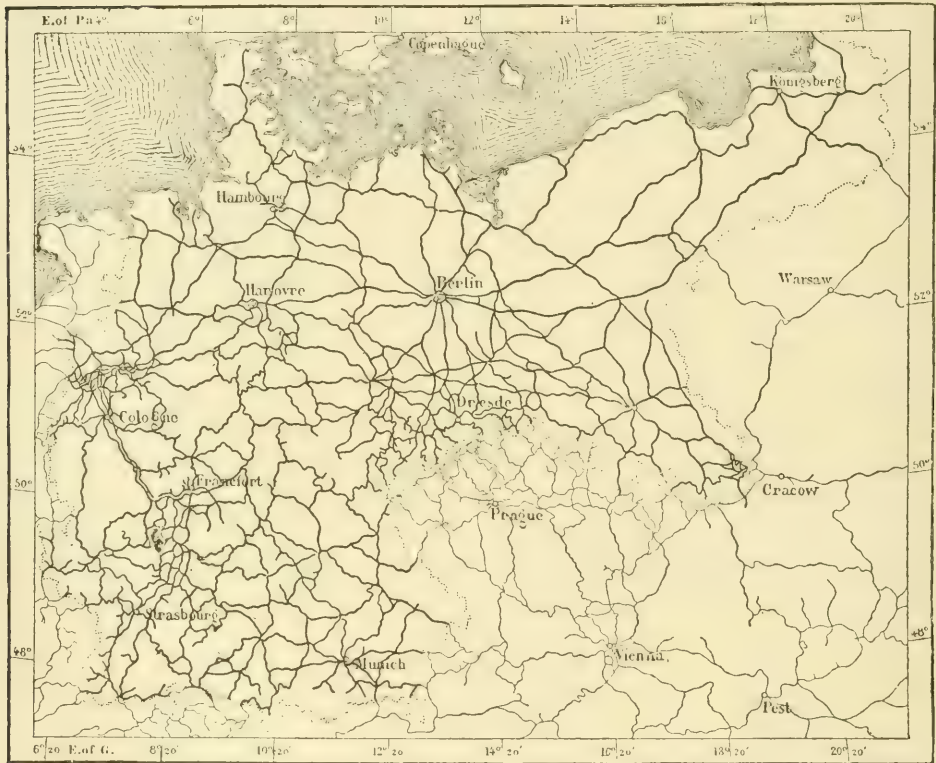 E.of Pa 4° 6° 8° 10° 12° 14° 16° 18° 20°
Copenhague
Königsberg
54° 54°
Hambourg
Warsaw
Hanovre Berlin
52° 52°
Cologne Dresde
50° 50°
Francfort Cracow
Prague
Strasbourg
48° 48°
Munich Vienna,
Pest
6°20 E.of G. 8°20' 10°20' 12°20' 14°20' 16°20' 18°20' 20°20'